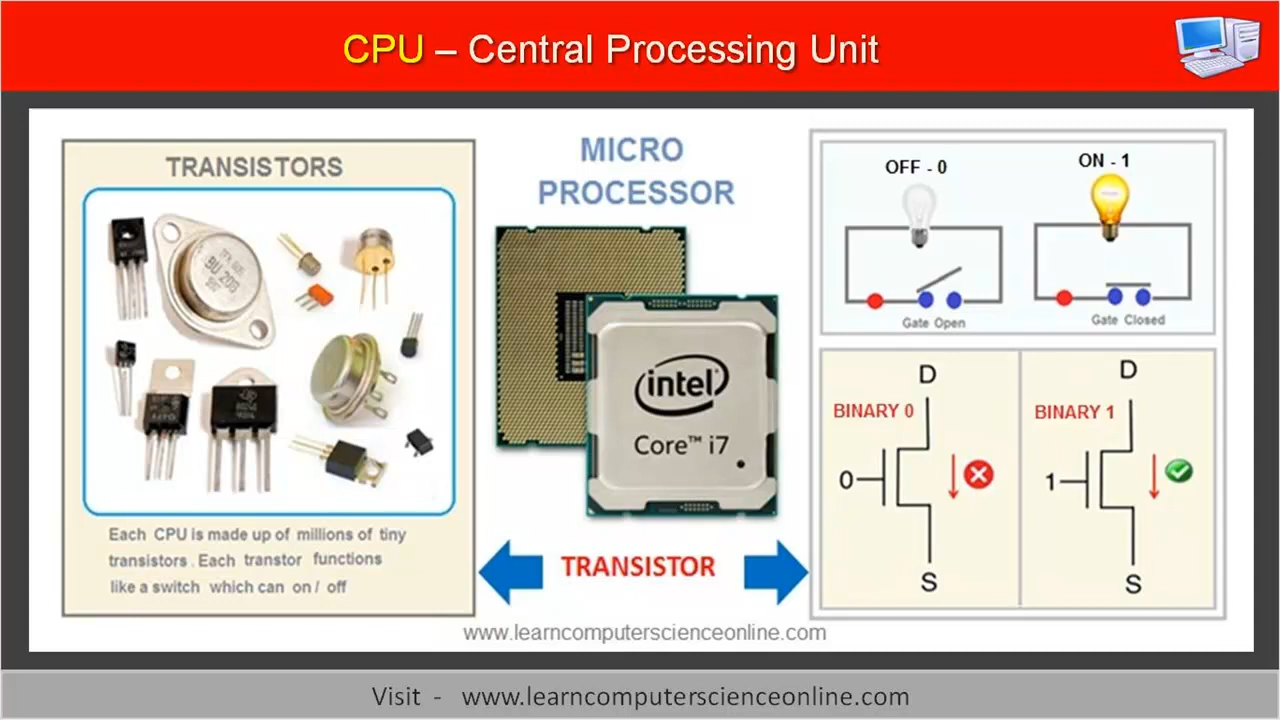 CPU – Central Processing Unit
TRANSISTORS
BU 208
Each CPU is made up of millions of tiny
transistors . Each transtor functions
like a switch which can on / off
MICRO
PROCESSOR
intel
Core™ i7
TRANSISTOR
OFF - 0
ON - 1
Gate Open
Gate Closed
BINARY 0
D
0
S
BINARY 1
D
1
S
www.learncomputerscienceonline.com
Visit - www.learncomputerscienceonline.com